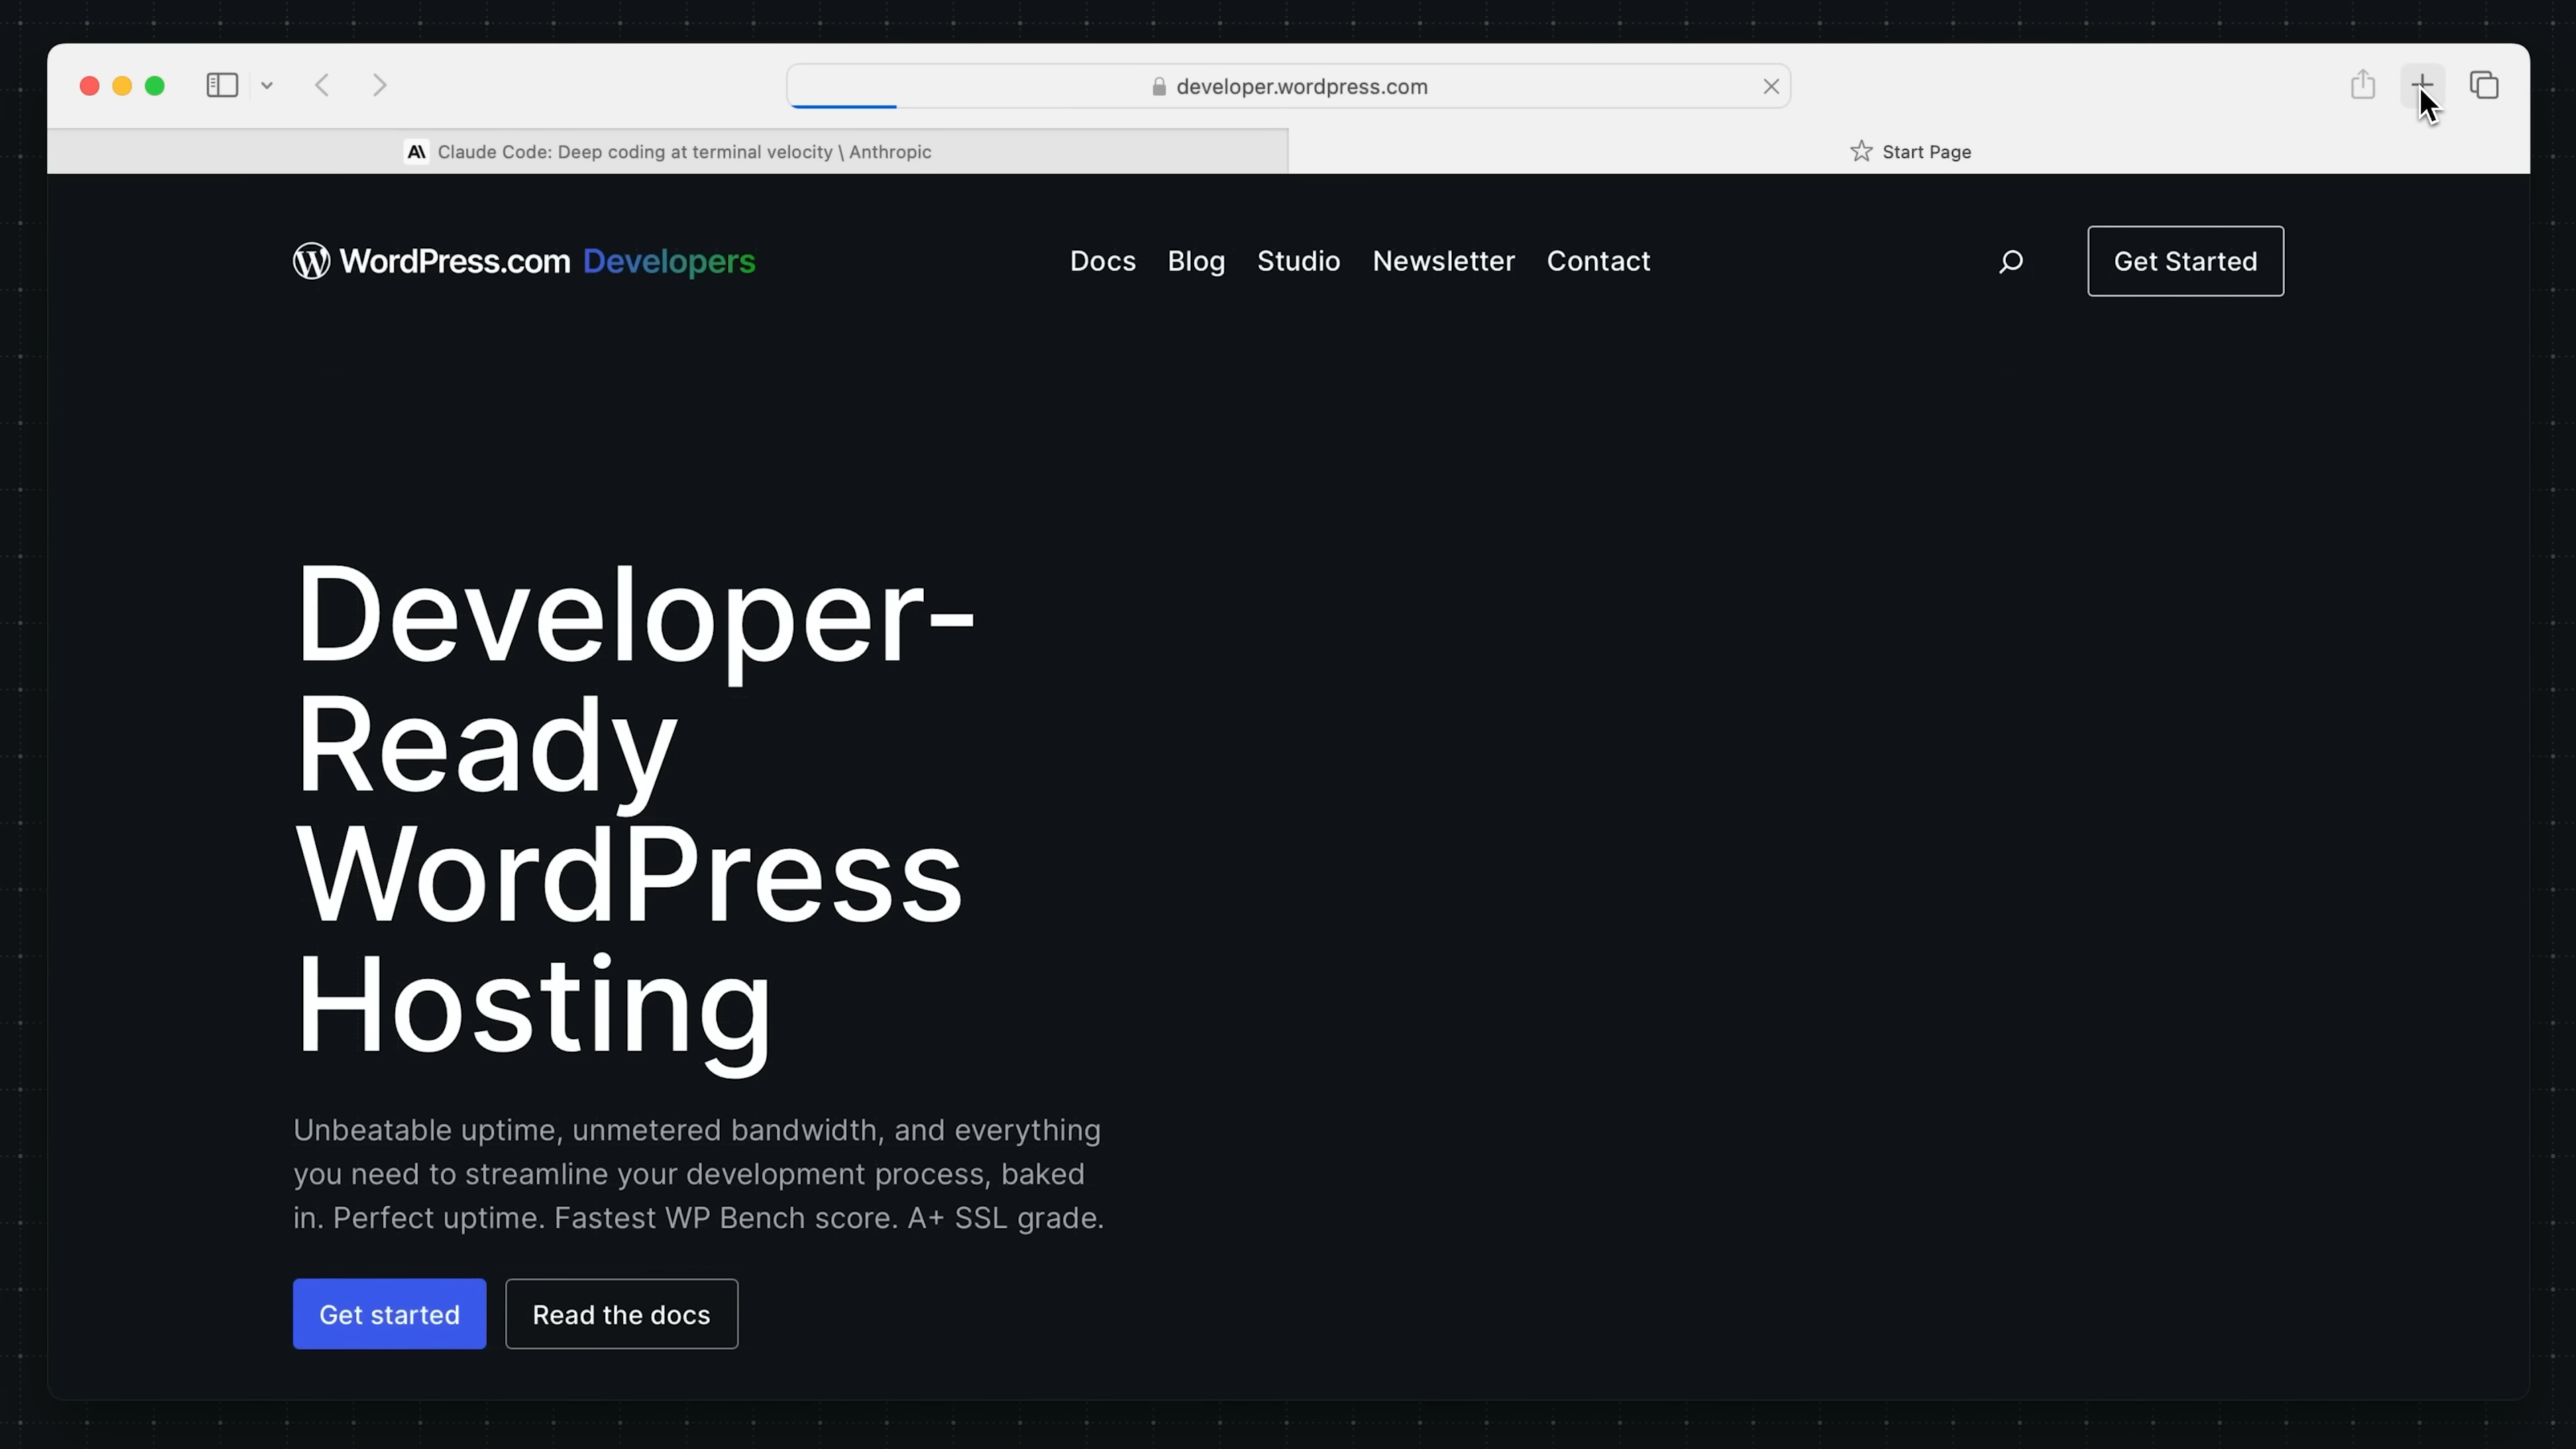 developer.wordpress.com
Claude Code: Deep coding at terminal velocity \ Anthropic
Start Page
WordPress.com Developers
Docs
Blog
Studio
Newsletter
Contact
Get Started
Developer-
Ready
WordPress
Hosting
Unbeatable uptime, unmetered bandwidth, and everything
you need to streamline your development process, baked
in. Perfect uptime. Fastest WP Bench score. A+ SSL grade.
Get started
Read the docs